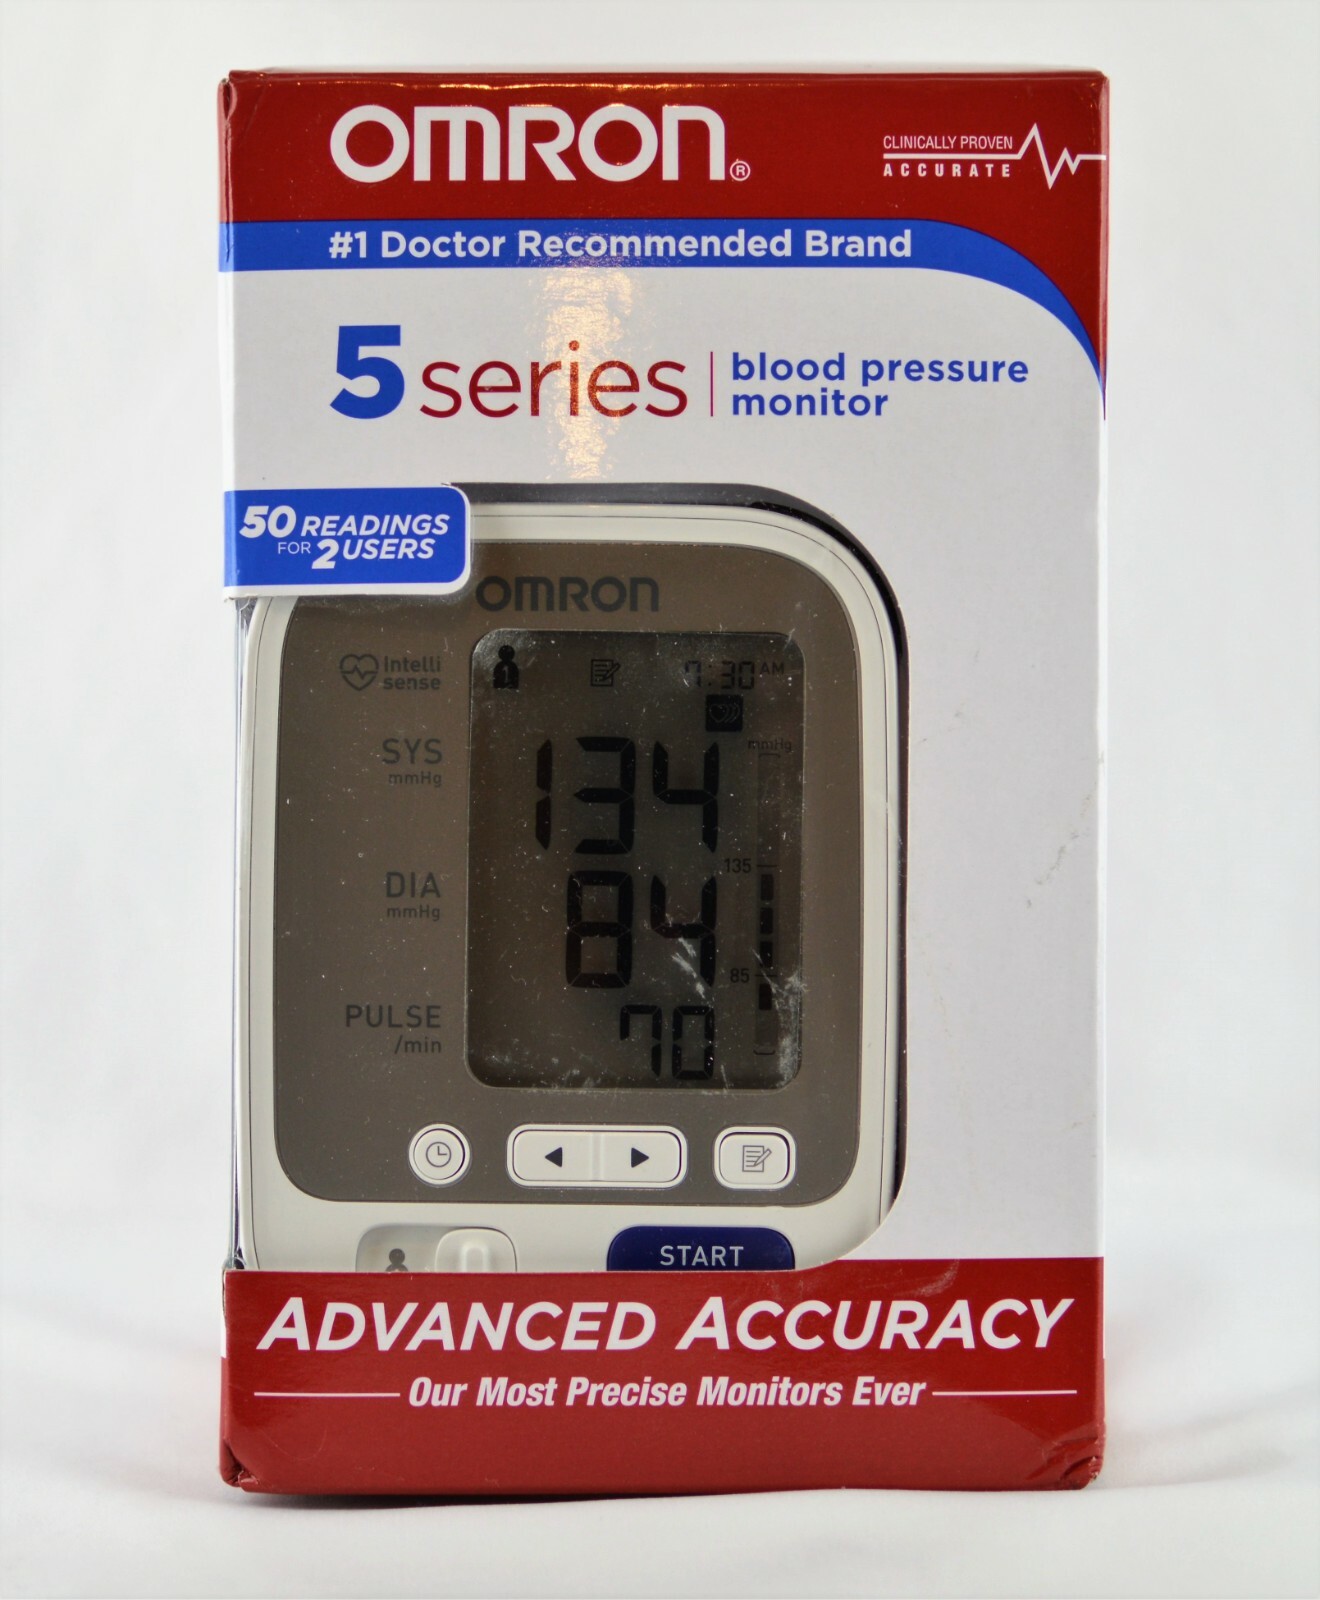 OMRON®
CLINICALLY PROVEN
ACCURATE
#1 Doctor Recommended Brand
5 series
blood pressure
monitor
50 READINGS
FOR 2 USERS
OMRON
intelli
sense
1
7:30 AM
SYS
mmHg
134
mmHg
135
DIA
mmHg
84
85
PULSE
/min
70
START
ADVANCED ACCURACY
Our Most Precise Monitors Ever